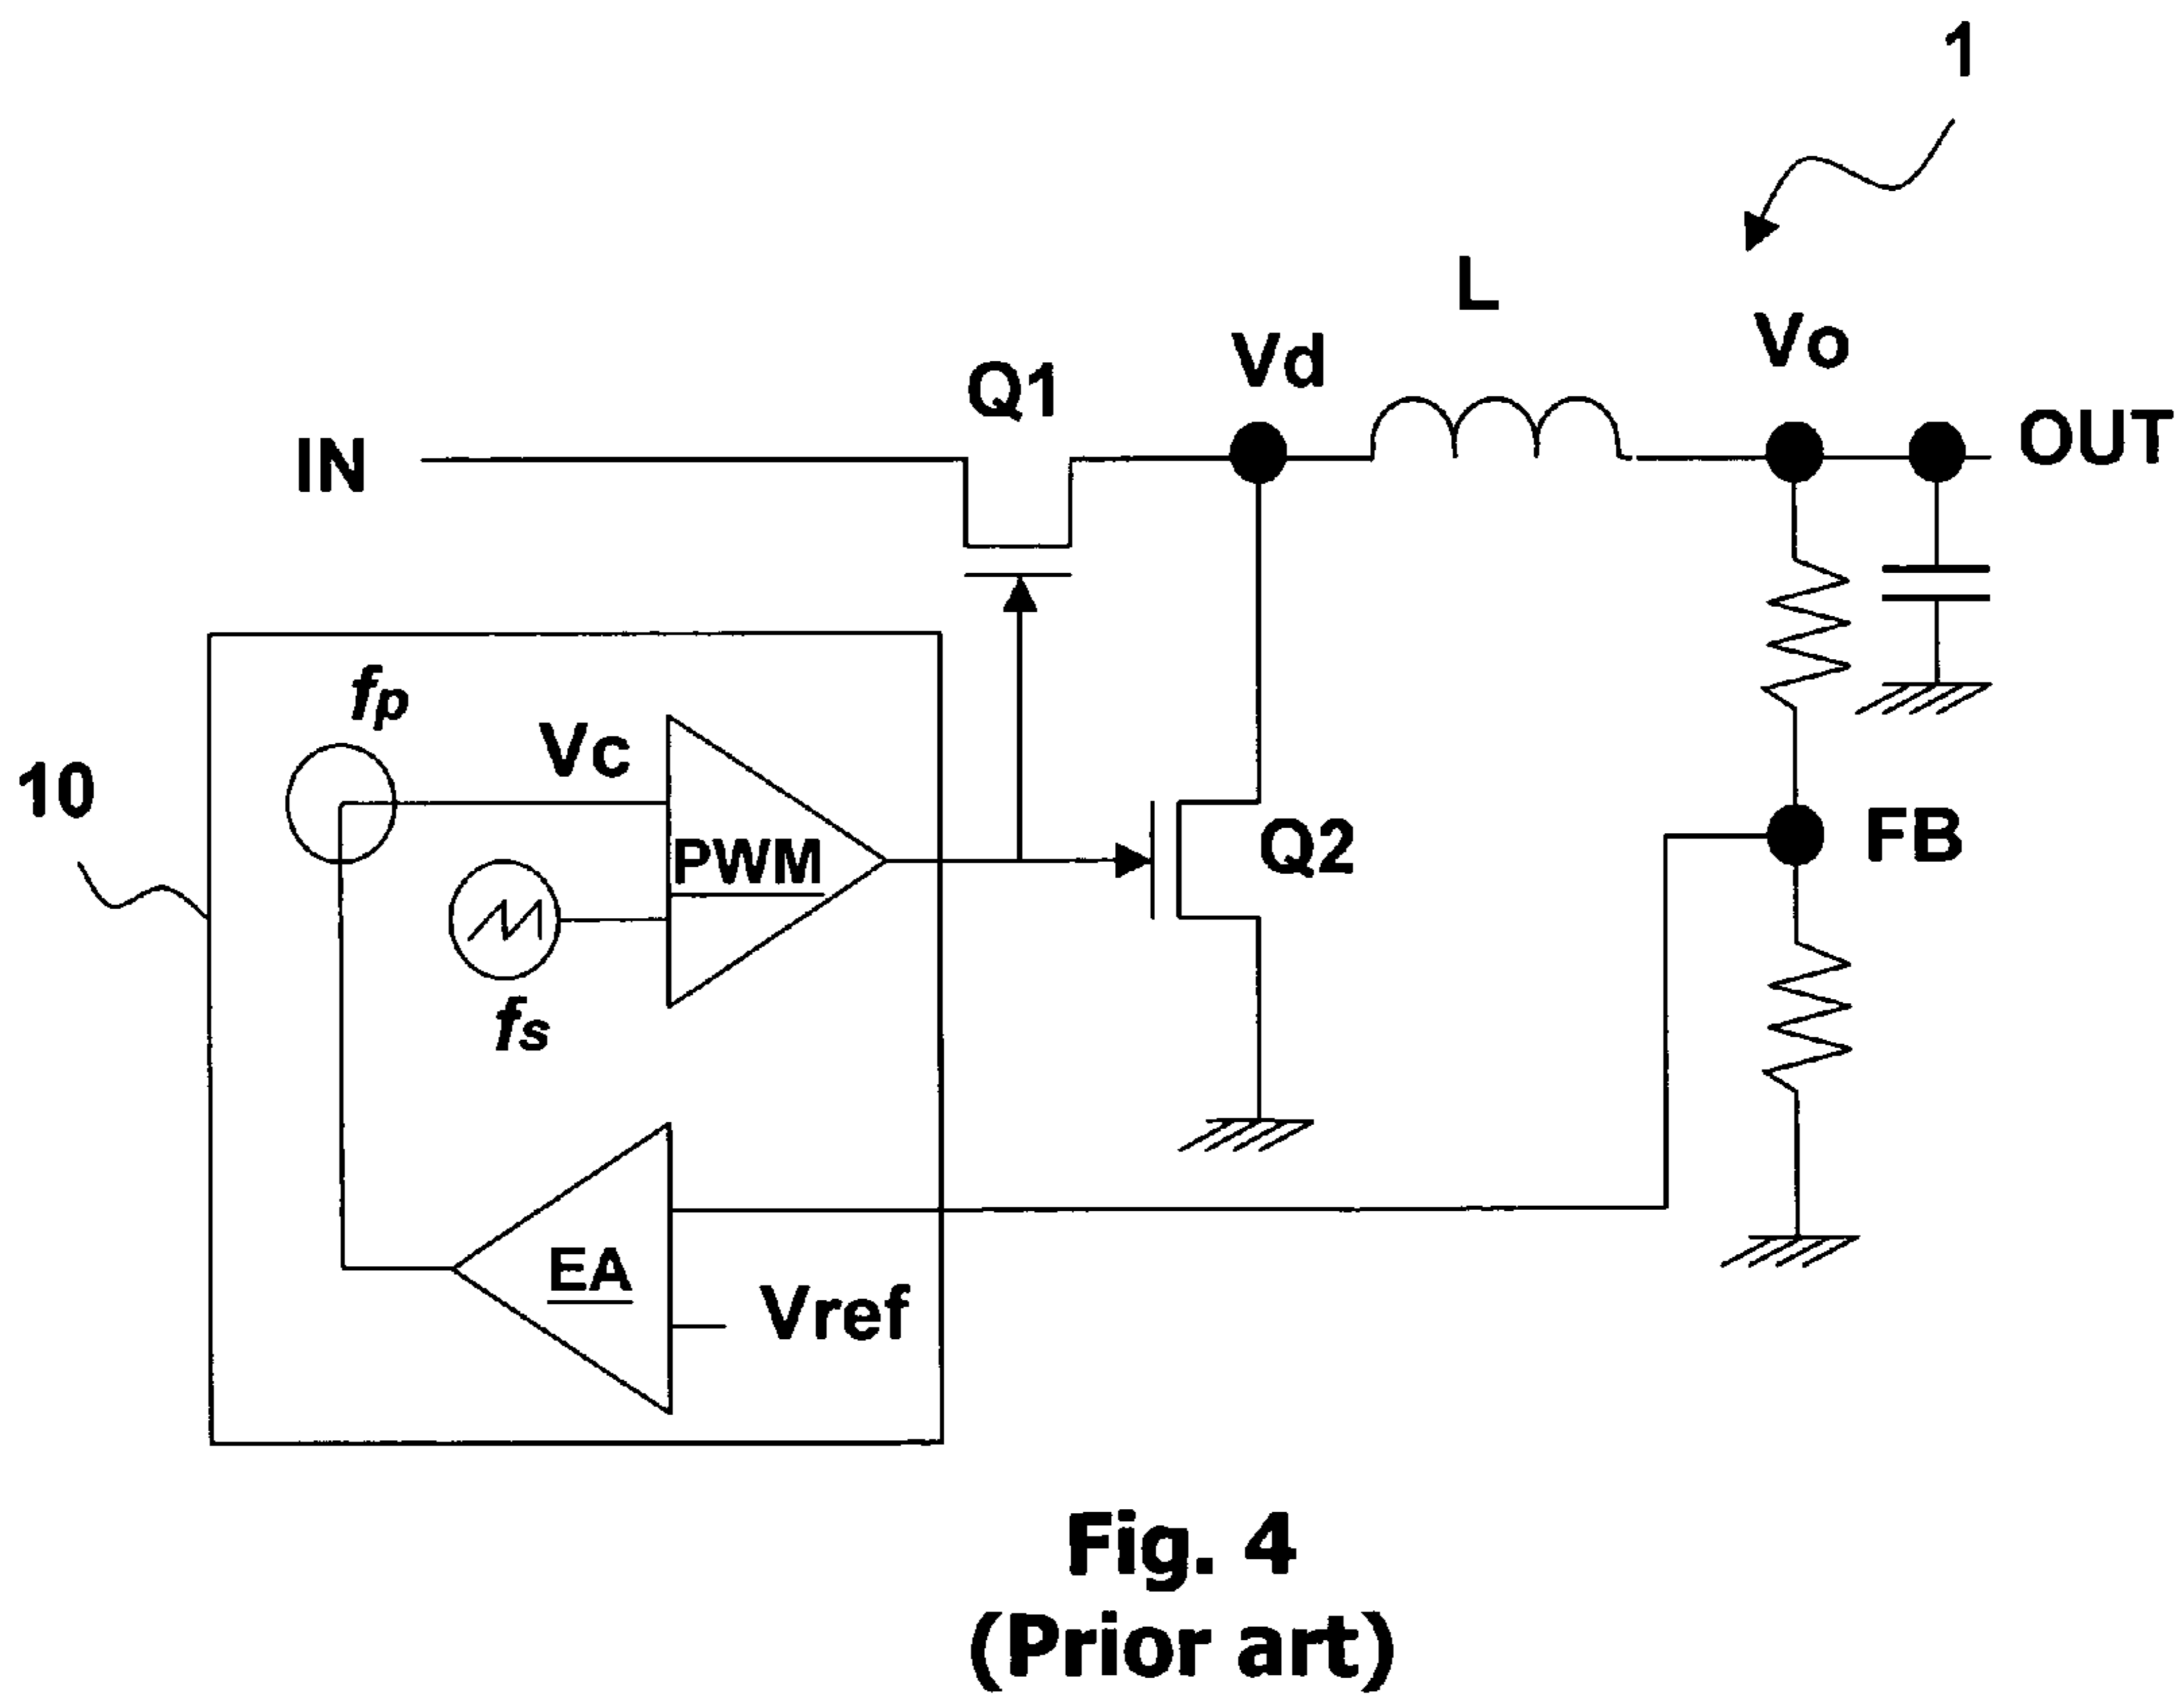 1
L
Vd
Vo
Q1
IN
OUT
fp
Vc
10
PWM
Q2
FB
fs
EA
Vref
Fig. 4
(Prior art)